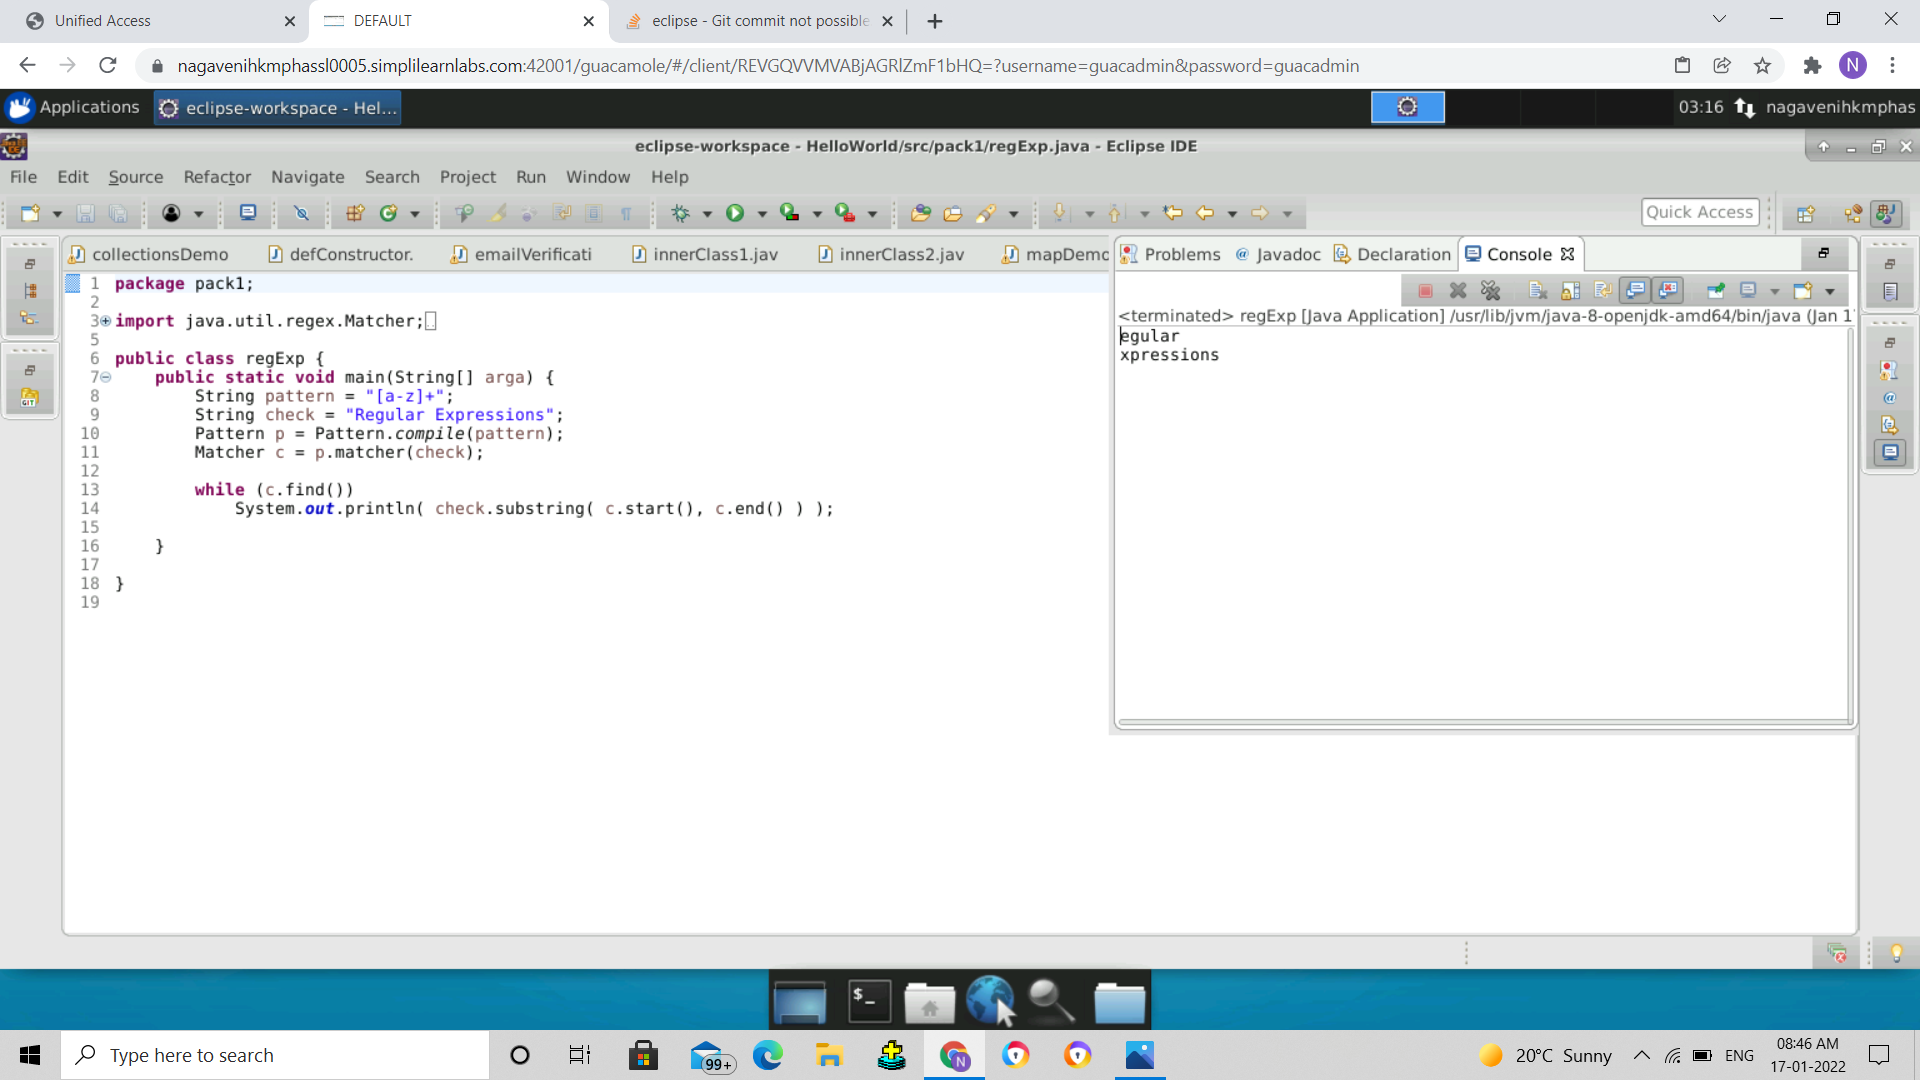 Unified Access
DEFAULT
eclipse - Git commit not possible
nagavenihkmphassl0005.simplilearnlabs.com:42001/guacamole/#/client/REVGQVVMVABjAGRlZmF1bHQ=?username=guacadmin&password=guacadmin
N
Applications
eclipse-workspace - Hel...
03:16
nagavenihkmphas
eclipse-workspace - HelloWorld/src/pack1/regExp.java - Eclipse IDE
File Edit Source Refactor Navigate Search Project Run Window Help
Quick Access
collectionsDemo defConstructor. emailVerificati innerClass1.jav innerClass2.jav mapDemo
Problems @ Javadoc Declaration Console
<terminated> regExp [Java Application] /usr/lib/jvm/java-8-openjdk-amd64/bin/java (Jan 1
egular
xpressions
1 package pack1;
2
3 import java.util.regex.Matcher;
5
6 public class regExp {
7 public static void main(String[] arga) {
8 String pattern = "[a-z]+";
9 String check = "Regular Expressions";
10 Pattern p = Pattern.compile(pattern);
11 Matcher c = p.matcher(check);
12
13 while (c.find())
14 System.out.println( check.substring( c.start(), c.end() ) );
15
16 }
17
18 }
19
GIT
@
$_
Type here to search
99+
N
20°C Sunny
ENG
08:46 AM
17-01-2022